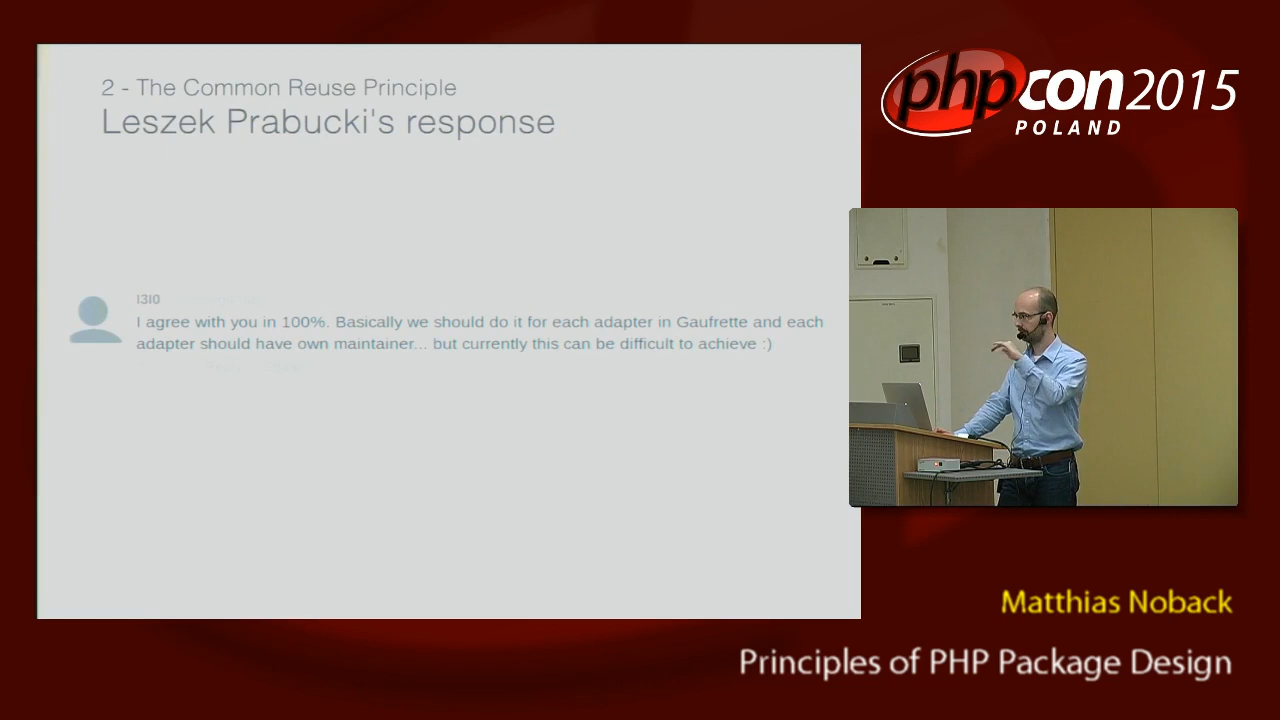 2 - The Common Reuse Principle
Leszek Prabucki's response
l3l0
I agree with you in 100%. Basically we should do it for each adapter in Gaufrette and each
adapter should have own maintainer... but currently this can be difficult to achieve :)
phpcon2015
POLAND
Matthias Noback
Principles of PHP Package Design